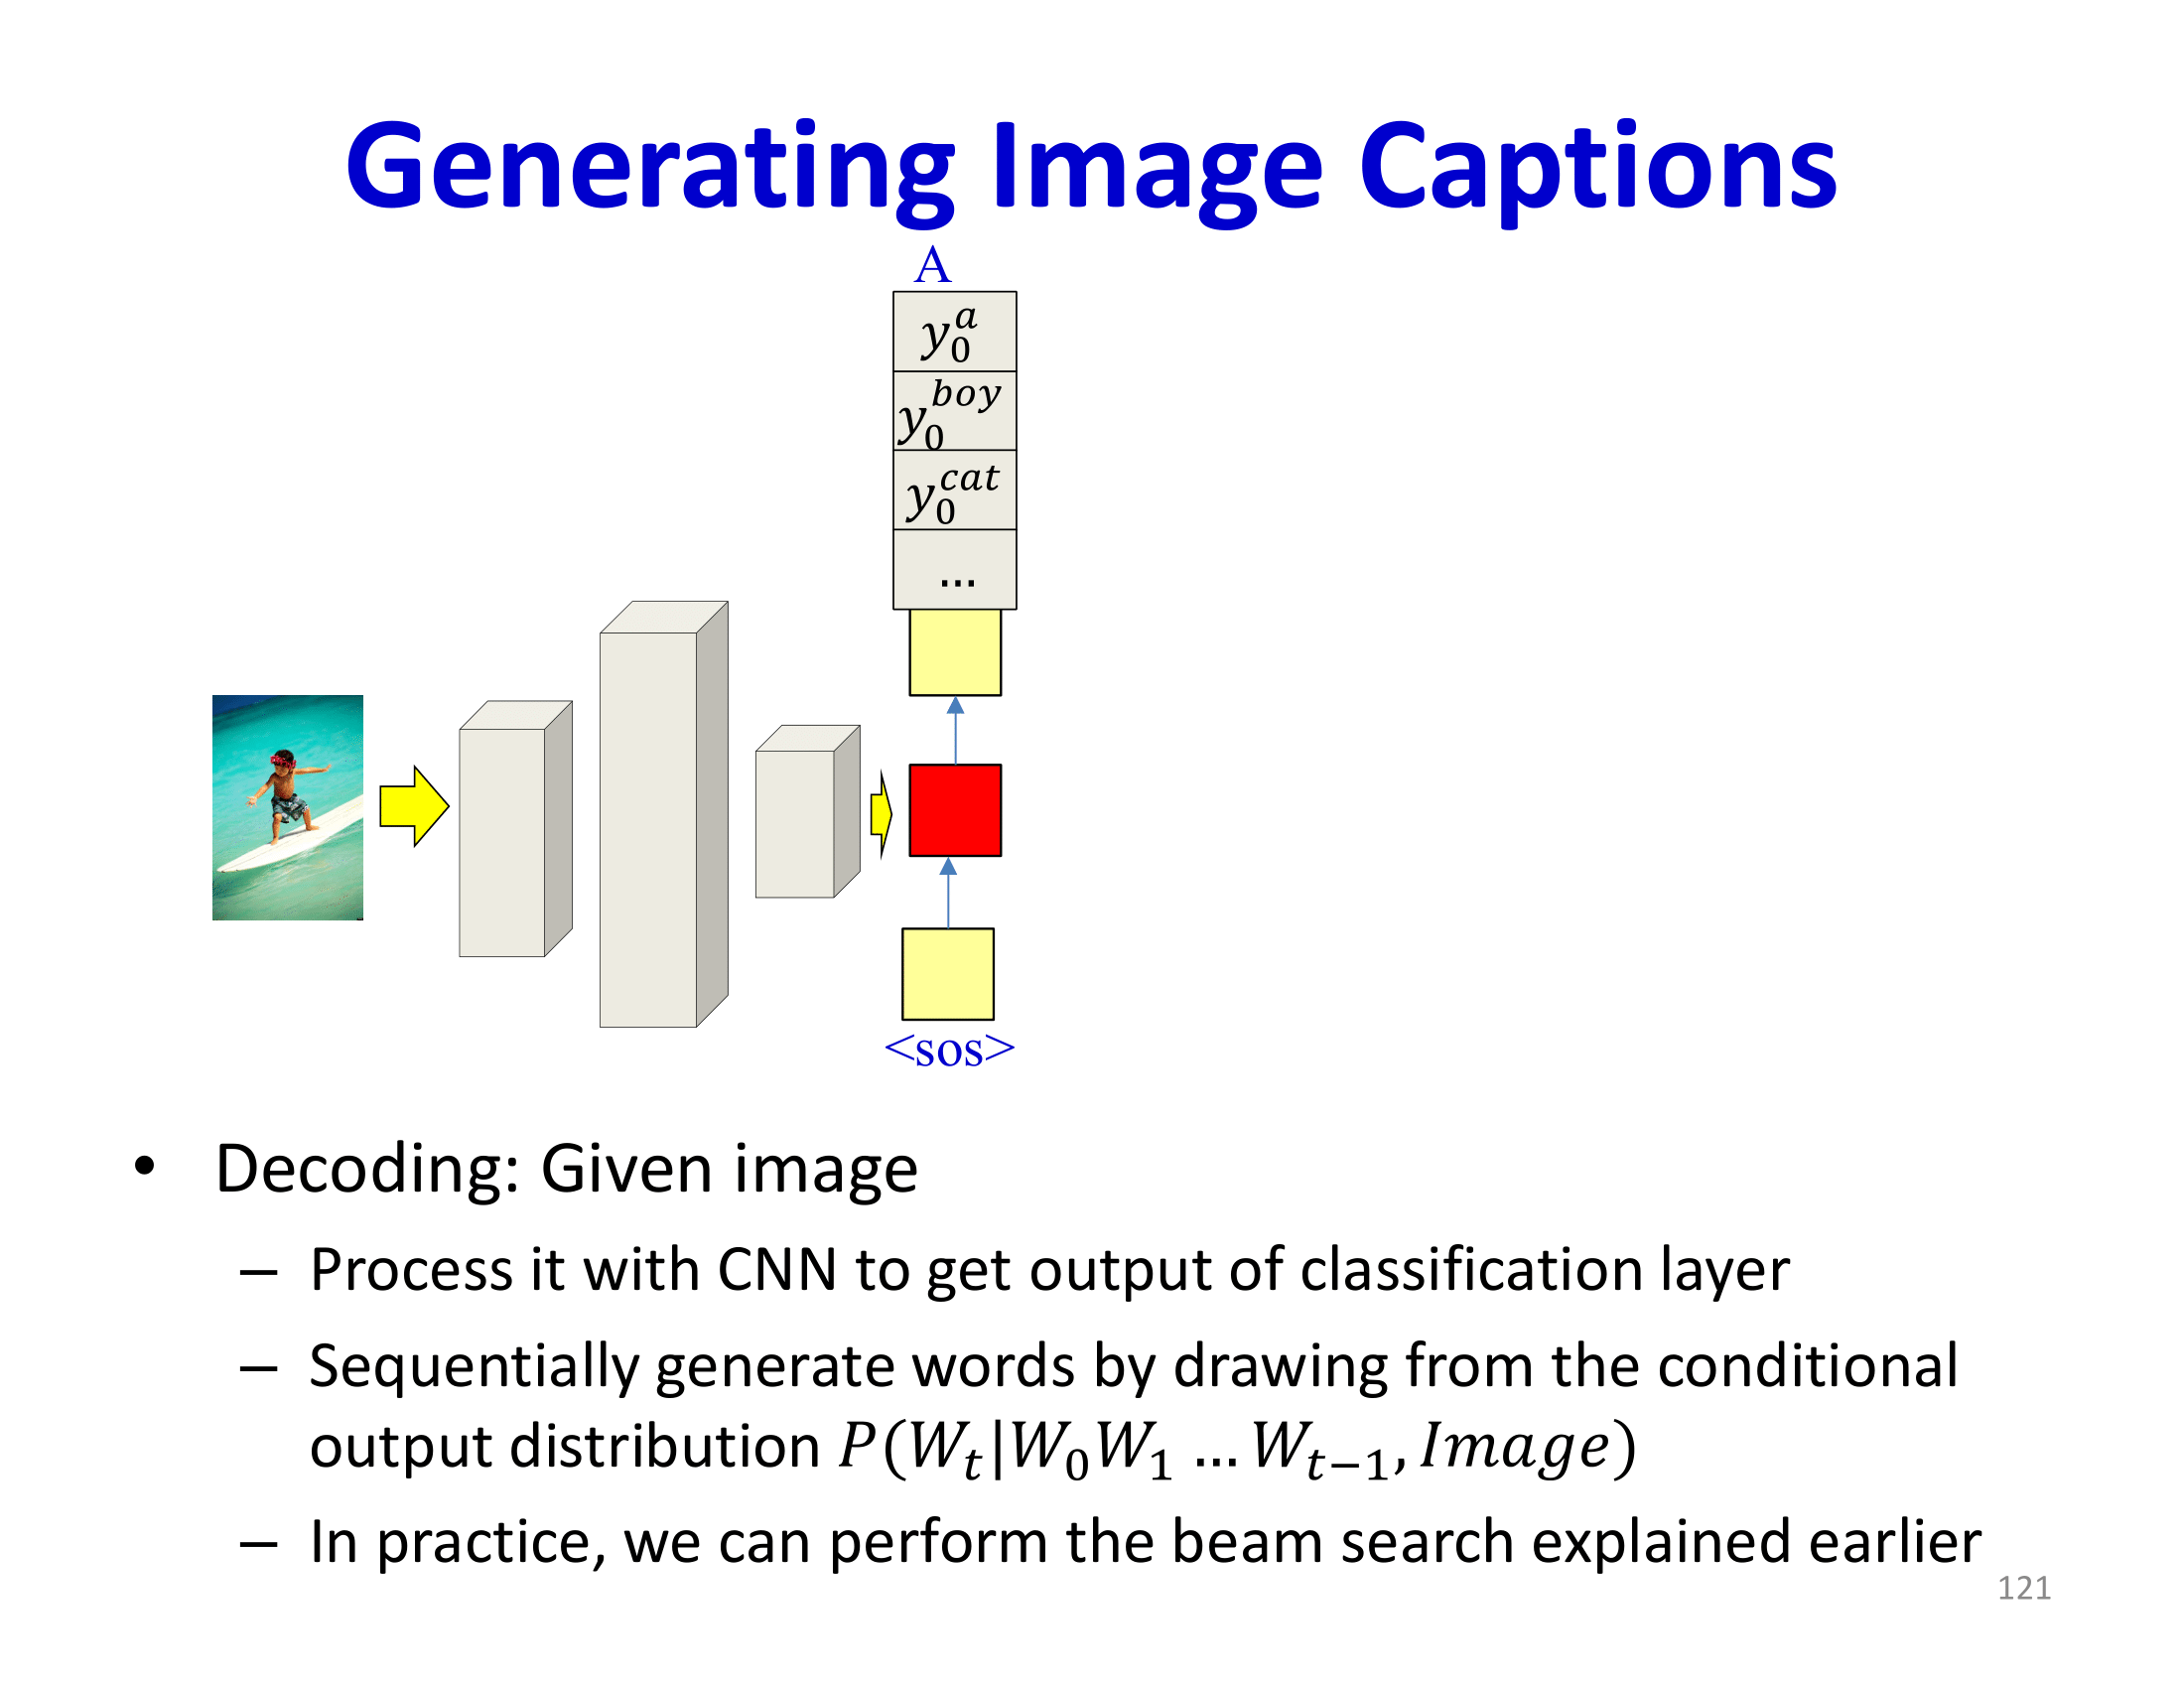 Generating Image Captions
A
y_0^a
y_0^{boy}
y_0^{cat}
...
<sos>
• Decoding: Given image
– Process it with CNN to get output of classification layer
– Sequentially generate words by drawing from the conditional
output distribution P(W_t|W_0W_1 … W_{t−1}, Image)
– In practice, we can perform the beam search explained earlier
121